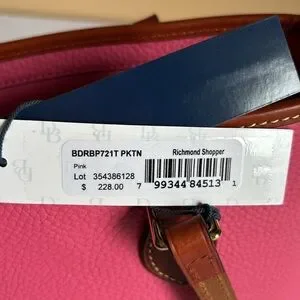 BDRBP721T PKTN Richmond Shopper
Pink
Lot 354386128
$ 228.00 7 99344 84513 1